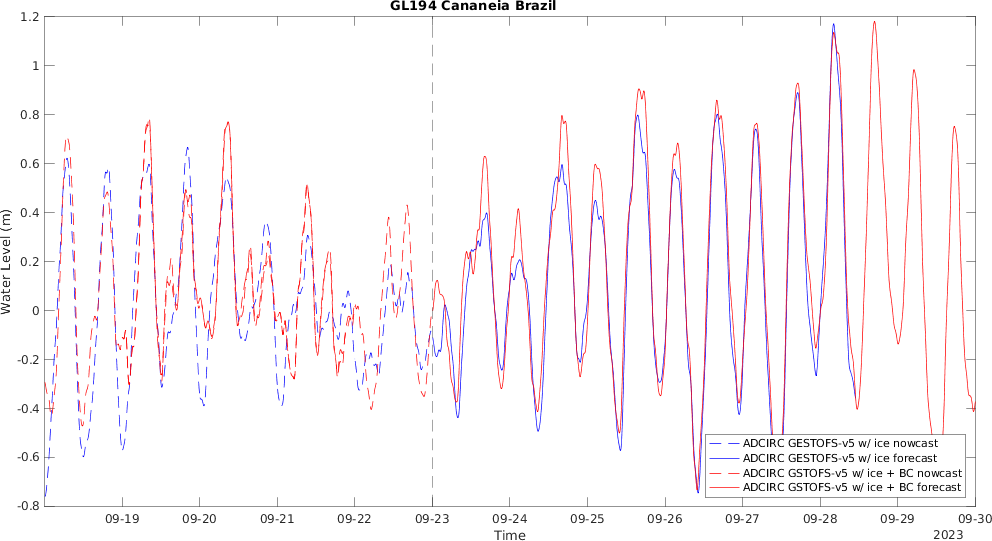 GL194 Cananeia Brazil
1.2
1
0.8
0.6
0.4
0.2
0
-0.2
-0.4
-0.6
-0.8
Water Level (m)
ADCIRC GESTOFS-v5 w/ ice nowcast
ADCIRC GESTOFS-v5 w/ ice forecast
ADCIRC GSTOFS-v5 w/ ice + BC nowcast
ADCIRC GSTOFS-v5 w/ ice + BC forecast
09-19 09-20 09-21 09-22 09-23 09-24 09-25 09-26 09-27 09-28 09-29 09-30
Time
2023